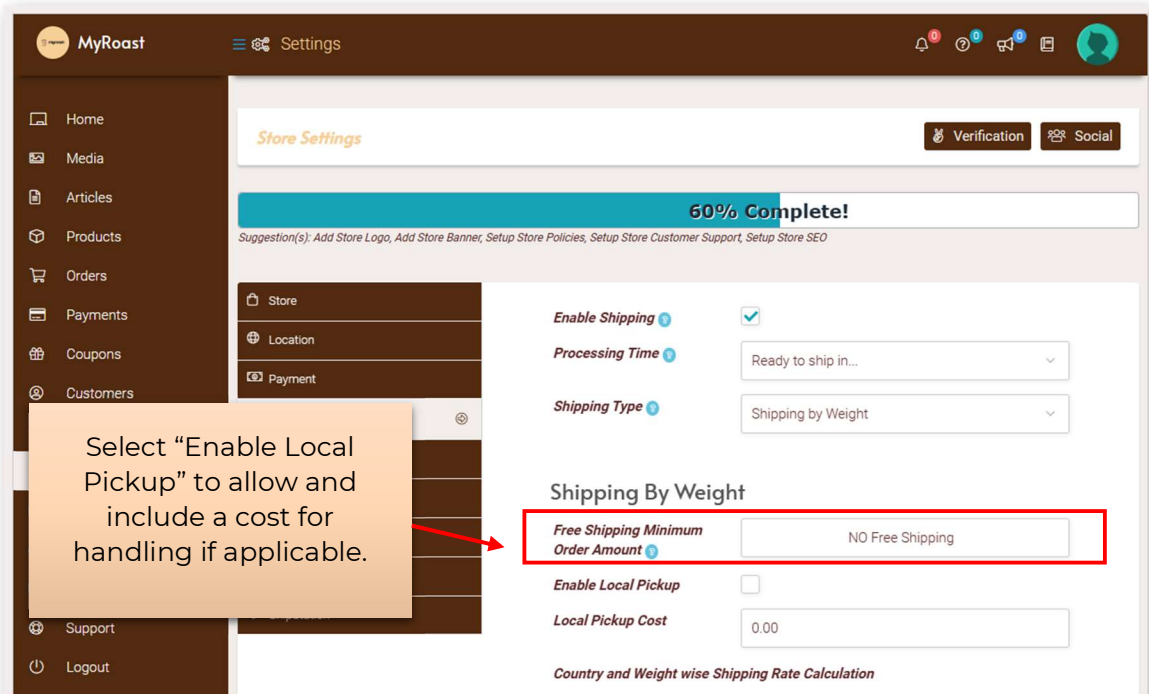 MyRoast
Settings
0
0
0
Home
Media
Articles
Products
Orders
Payments
Coupons
Customers
Support
Logout
Store Settings
Verification
Social
60% Complete!
Suggestion(s): Add Store Logo, Add Store Banner, Setup Store Policies, Setup Store Customer Support, Setup Store SEO
Store
Location
Payment
Enable Shipping
Processing Time
Ready to ship in...
Shipping Type
Shipping by Weight
Shipping By Weight
Free Shipping Minimum
Order Amount
NO Free Shipping
Enable Local Pickup
Local Pickup Cost
0.00
Country and Weight wise Shipping Rate Calculation
Select “Enable Local
Pickup” to allow and
include a cost for
handling if applicable.